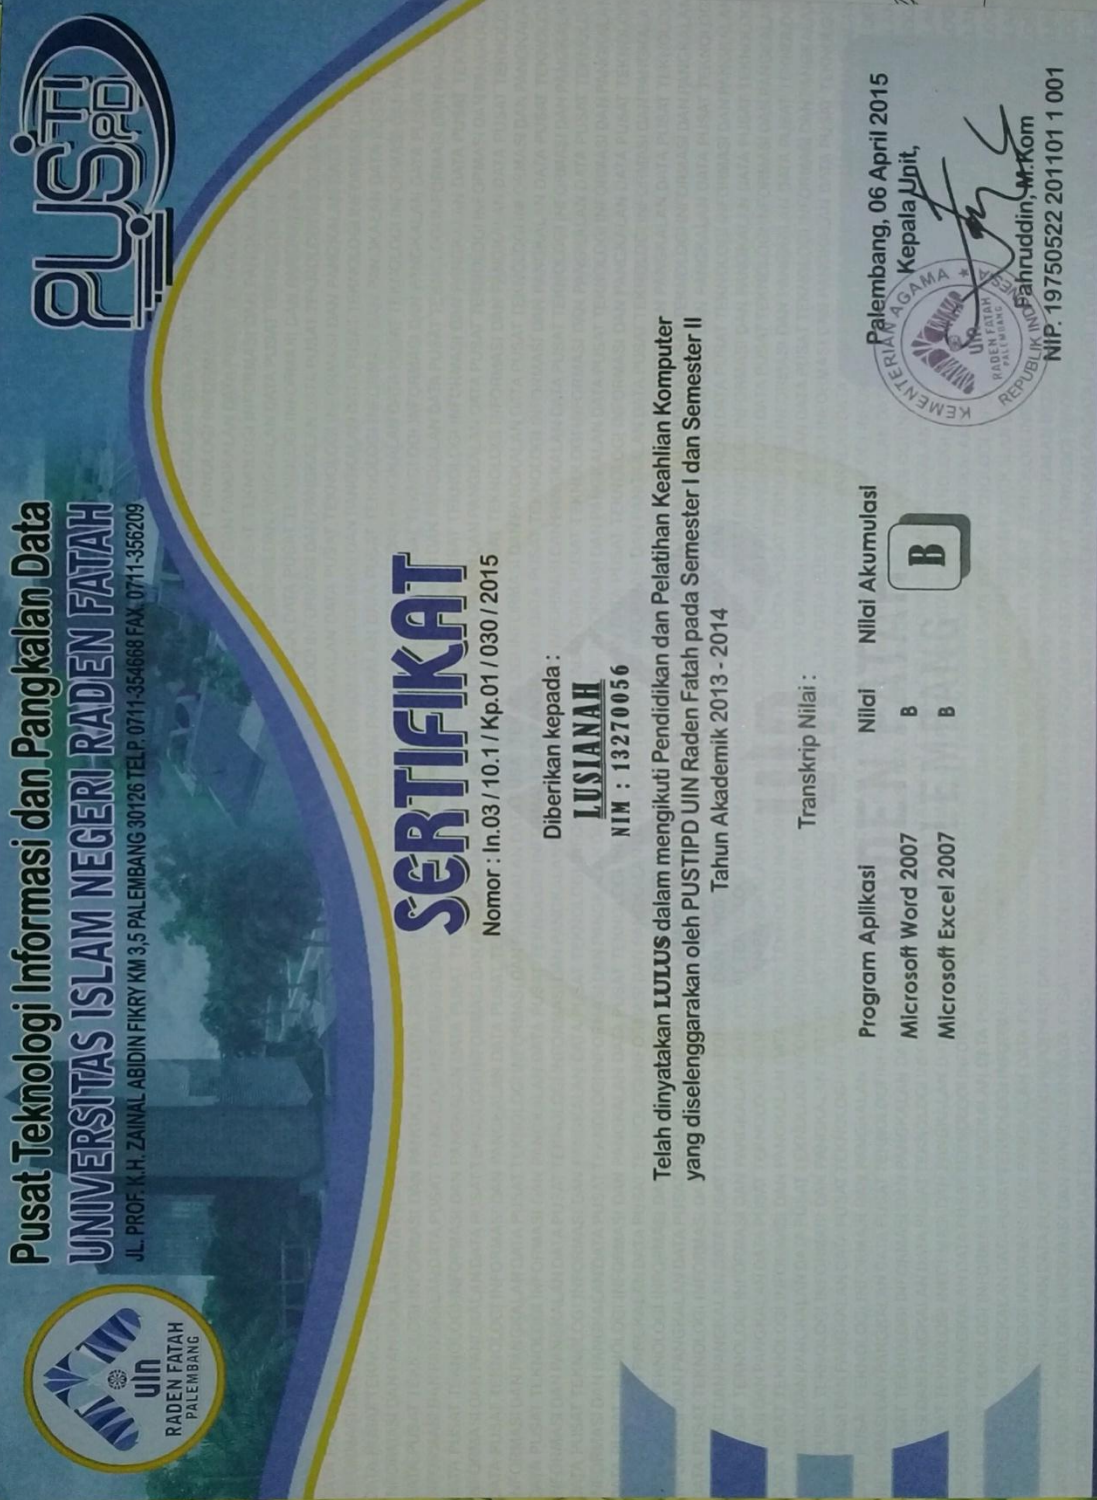 Pusat Teknologi Informasi dan Pangkalan Data
UNIVERSITAS ISLAM NEGERI RADEN FATAH
JL. PROF. K.H. ZAINAL ABIDIN FIKRY KM 3,5 PALEMBANG 30126 TELP. 0711-354668 FAX. 0711-356209
uin
RADEN FATAH
PALEMBANG
PUSTIPD
SERTIFIKAT
Nomor : In.03 / 10.1 / Kp.01 / 030 / 2015
Diberikan kepada :
LUSIANAH
NIM : 13270056
Telah dinyatakan LULUS dalam mengikuti Pendidikan dan Pelatihan Keahlian Komputer
yang diselenggarakan oleh PUSTIPD UIN Raden Fatah pada Semester I dan Semester II
Tahun Akademik 2013 - 2014
Transkrip Nilai :
Program Aplikasi Nilai Nilai Akumulasi
Microsoft Word 2007 B
Microsoft Excel 2007 B
B
Palembang, 06 April 2015
Kepala Unit,
KEMENTERIAN AGAMA
REPUBLIK INDONESIA
uin
RADEN FATAH
PALEMBANG
Fahruddin, M.Kom
NIP. 19750522 201101 1 001